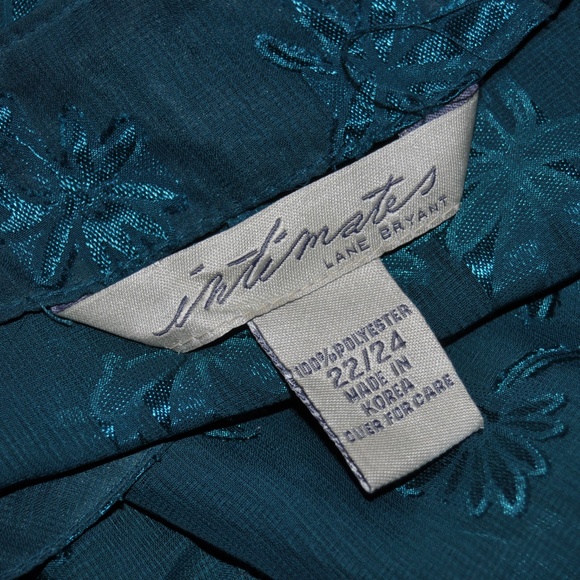 intimates
LANE BRYANT
100% POLYESTER
22/24
MADE IN
KOREA
OVER FOR CARE